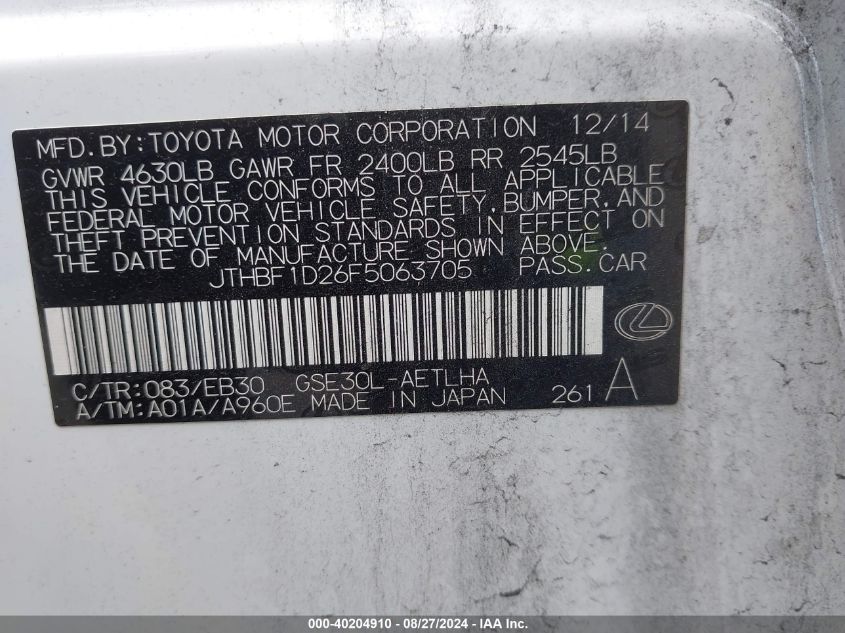 MFD.BY:TOYOTA MOTOR CORPORATION 12/14
GVWR 4630LB GAWR FR 2400LB RR 2545LB
THIS VEHICLE CONFORMS TO ALL APPLICABLE
FEDERAL MOTOR VEHICLE SAFETY,BUMPER,AND
THEFT PREVENTION STANDARDS IN EFFECT ON
THE DATE OF MANUFACTURE SHOWN ABOVE.
JTHBF1D26F5063705 PASS.CAR
C/TR:083/EB30 GSE30L-AETLHA
A/TM:A01A/A960E MADE IN JAPAN 261 A
000-40204910 - 08/27/2024 - IAA Inc.